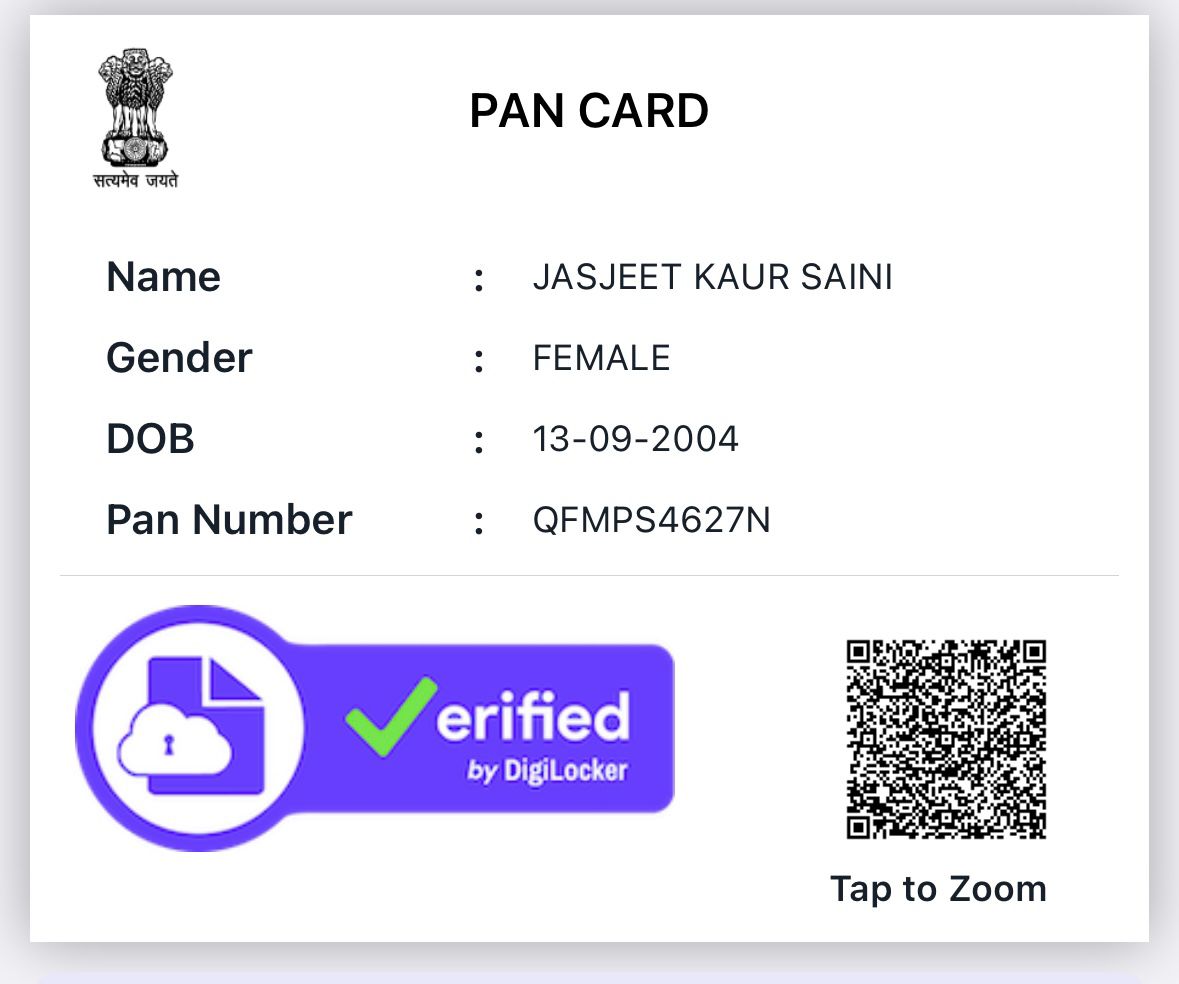 सत्यमेव जयते
PAN CARD
Name : JASJEET KAUR SAINI
Gender : FEMALE
DOB : 13-09-2004
Pan Number : QFMPS4627N
erified
by DigiLocker
Tap to Zoom